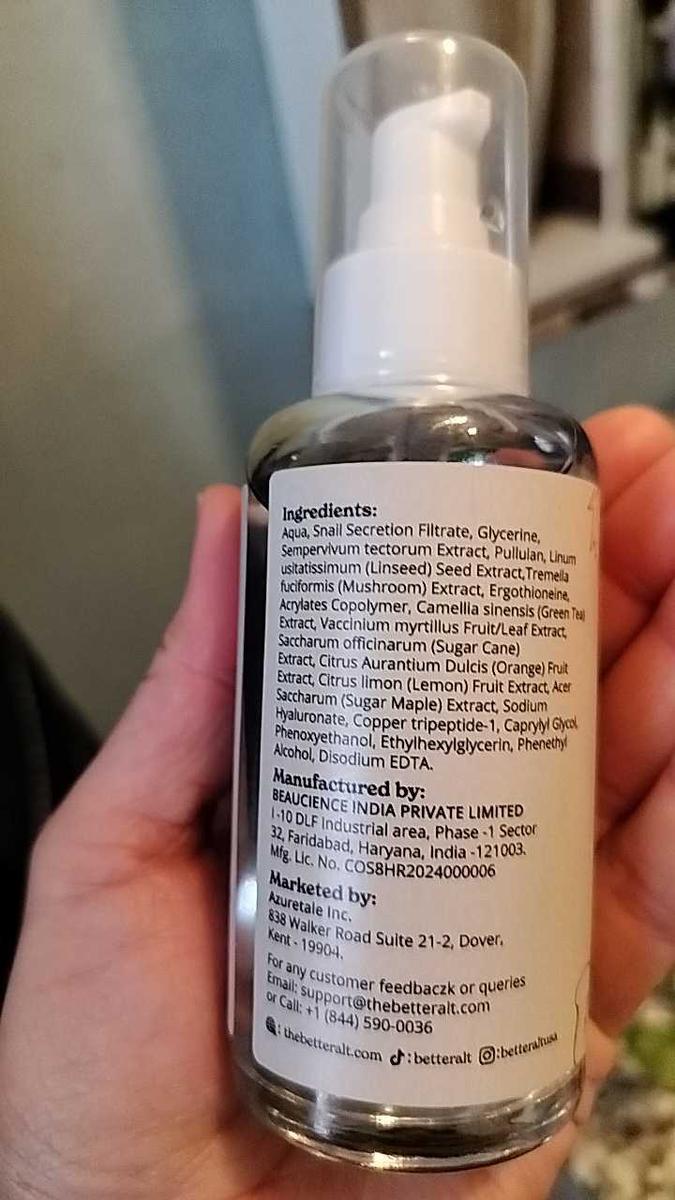 Ingredients:
Aqua, Snail Secretion Filtrate, Glycerine,
Sempervivum tectorum Extract, Pullulan, Linum
usitatissimum (Linseed) Seed Extract,Tremella
fuciformis (Mushroom) Extract, Ergothioneine,
Acrylates Copolymer, Camellia sinensis (Green Tea)
Extract, Vaccinium myrtillus Fruit/Leaf Extract,
Saccharum officinarum (Sugar Cane)
Extract, Citrus Aurantium Dulcis (Orange) Fruit
Extract, Citrus limon (Lemon) Fruit Extract, Acer
Saccharum (Sugar Maple) Extract, Sodium
Hyaluronate, Copper tripeptide-1, Caprylyl Glycol,
Phenoxyethanol, Ethylhexylglycerin, Phenethyl
Alcohol, Disodium EDTA.
Manufactured by:
BEAUCIENCE INDIA PRIVATE LIMITED
I-10 DLF Industrial area, Phase -1 Sector
32, Faridabad, Haryana, India -121003.
Mfg. Lic. No. COS8HR2024000006
Marketed by:
Azuretale Inc.
838 Walker Road Suite 21-2, Dover,
Kent - 19904.
For any customer feedbaczk or queries
Email: support@thebetteralt.com
or Call: +1 (844) 590-0036
: thebetteralt.com : betteralt : betteraltusa